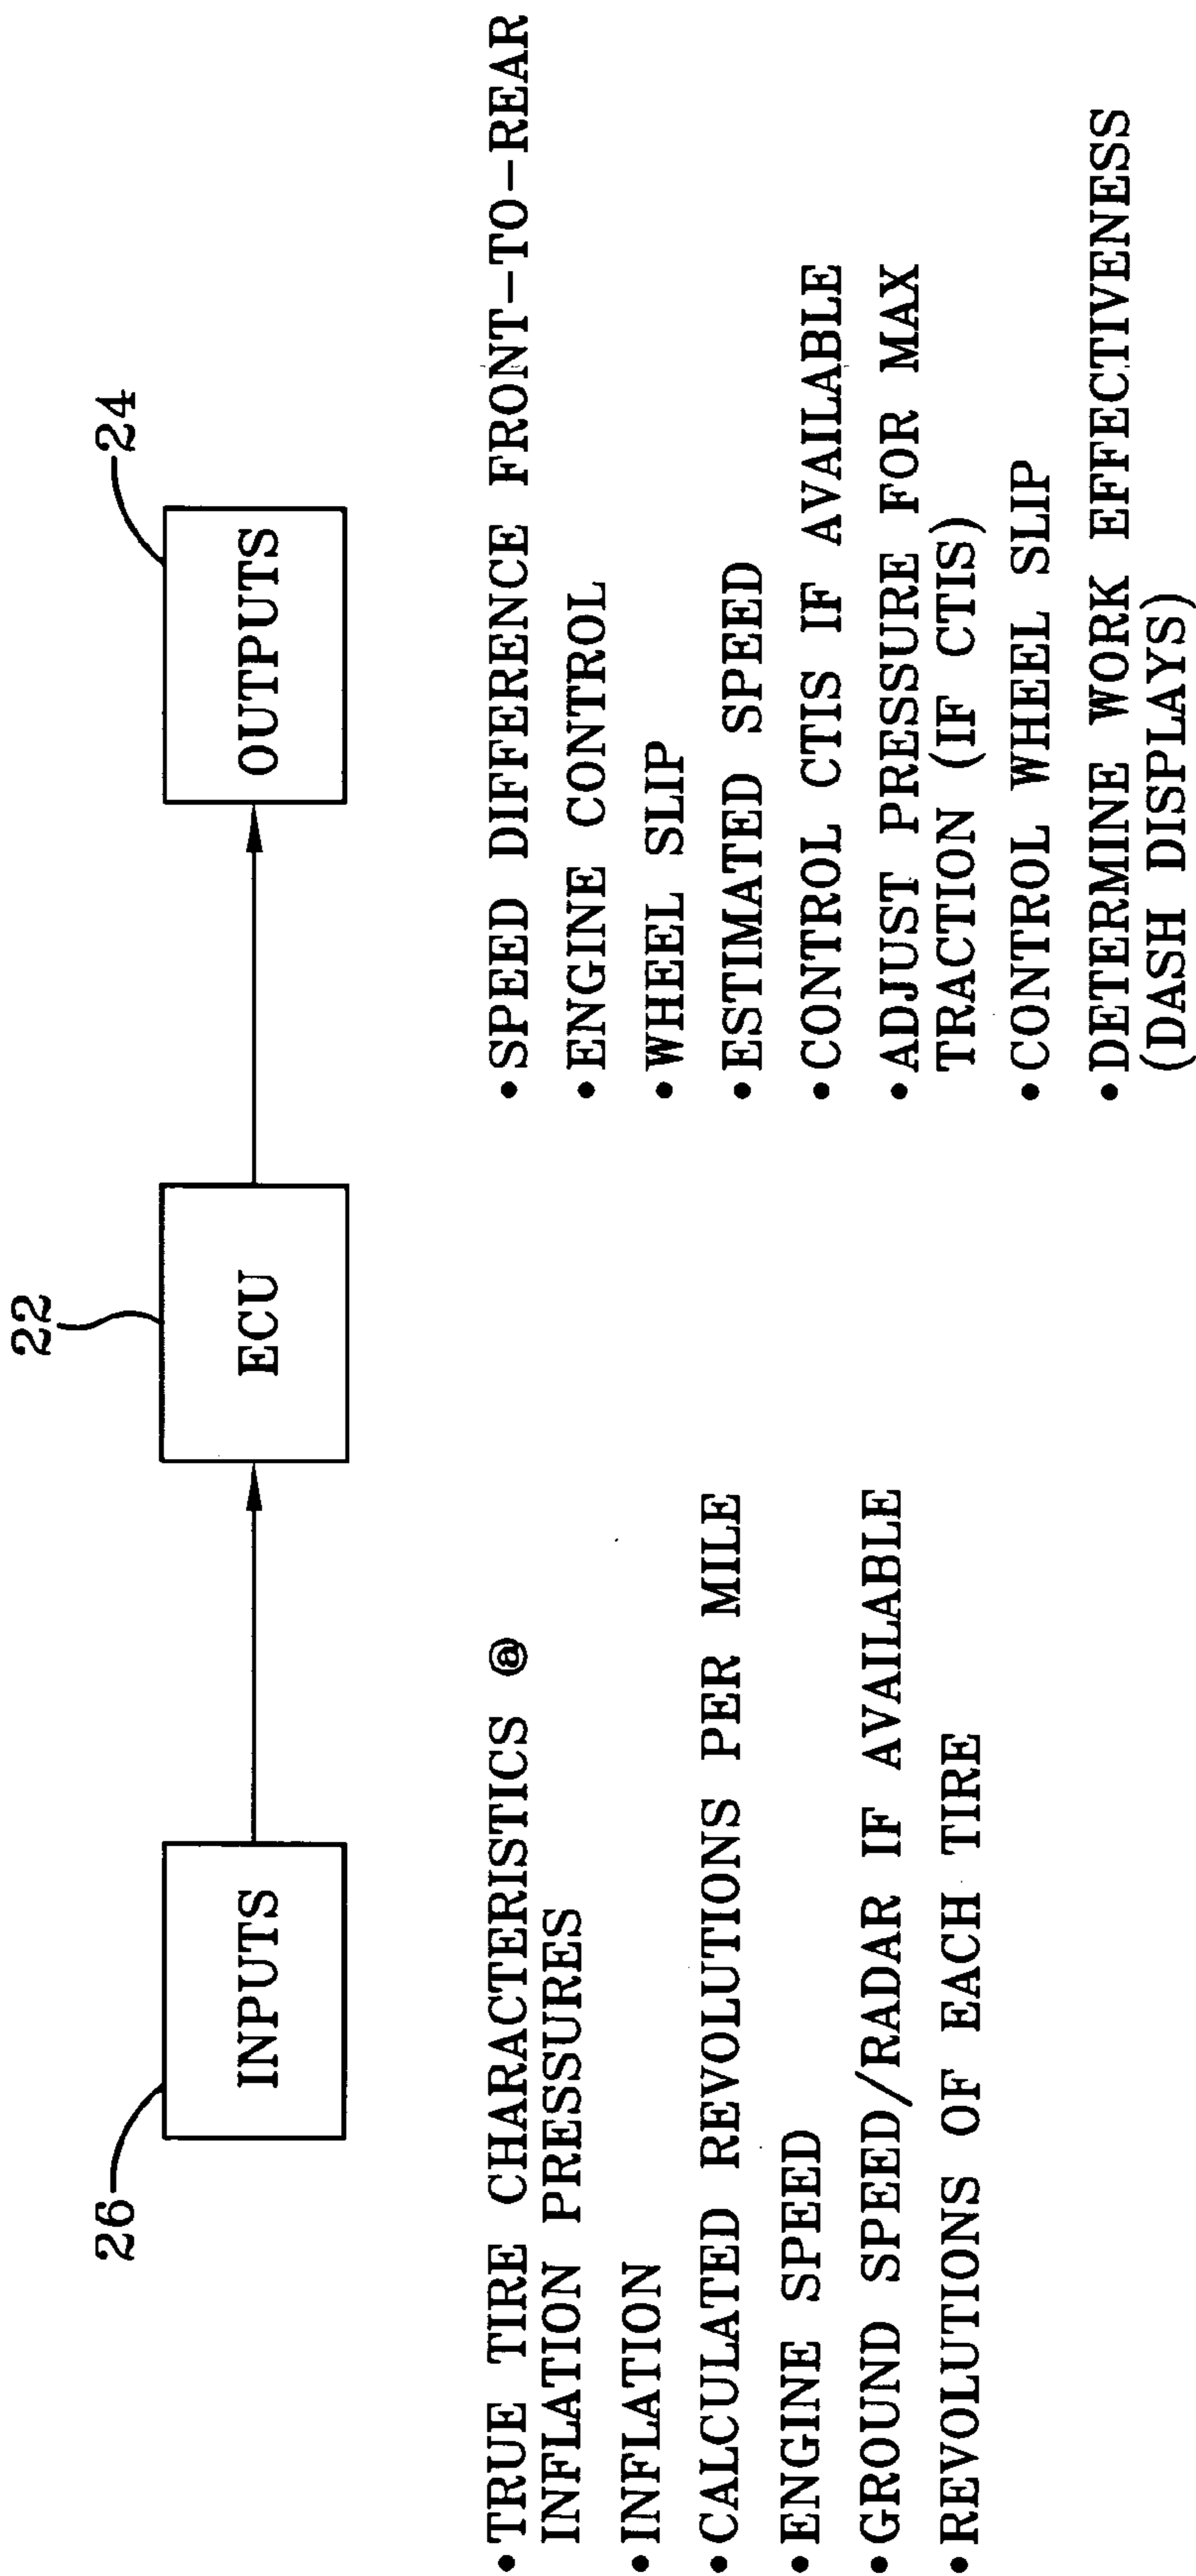 26
INPUTS
22
ECU
24
OUTPUTS
• TRUE TIRE CHARACTERISTICS @
INFLATION PRESSURES
• INFLATION
• CALCULATED REVOLUTIONS PER MILE
• ENGINE SPEED
• GROUND SPEED/RADAR IF AVAILABLE
• REVOLUTIONS OF EACH TIRE
• SPEED DIFFERENCE FRONT-TO-REAR
• ENGINE CONTROL
• WHEEL SLIP
• ESTIMATED SPEED
• CONTROL CTIS IF AVAILABLE
• ADJUST PRESSURE FOR MAX
TRACTION (IF CTIS)
• CONTROL WHEEL SLIP
• DETERMINE WORK EFFECTIVENESS
(DASH DISPLAYS)